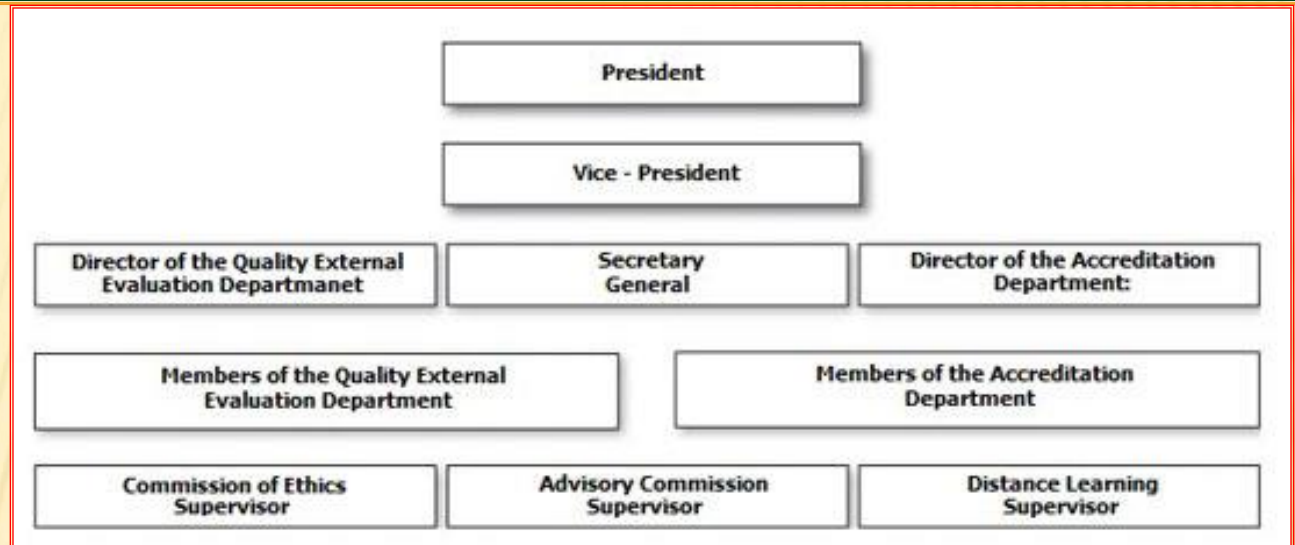 President
Vice - President
Director of the Quality External
Evaluation Departmanet
Secretary
General
Director of the Accreditation
Department:
Members of the Quality External
Evaluation Department
Members of the Accreditation
Department
Commission of Ethics
Supervisor
Advisory Commission
Supervisor
Distance Learning
Supervisor